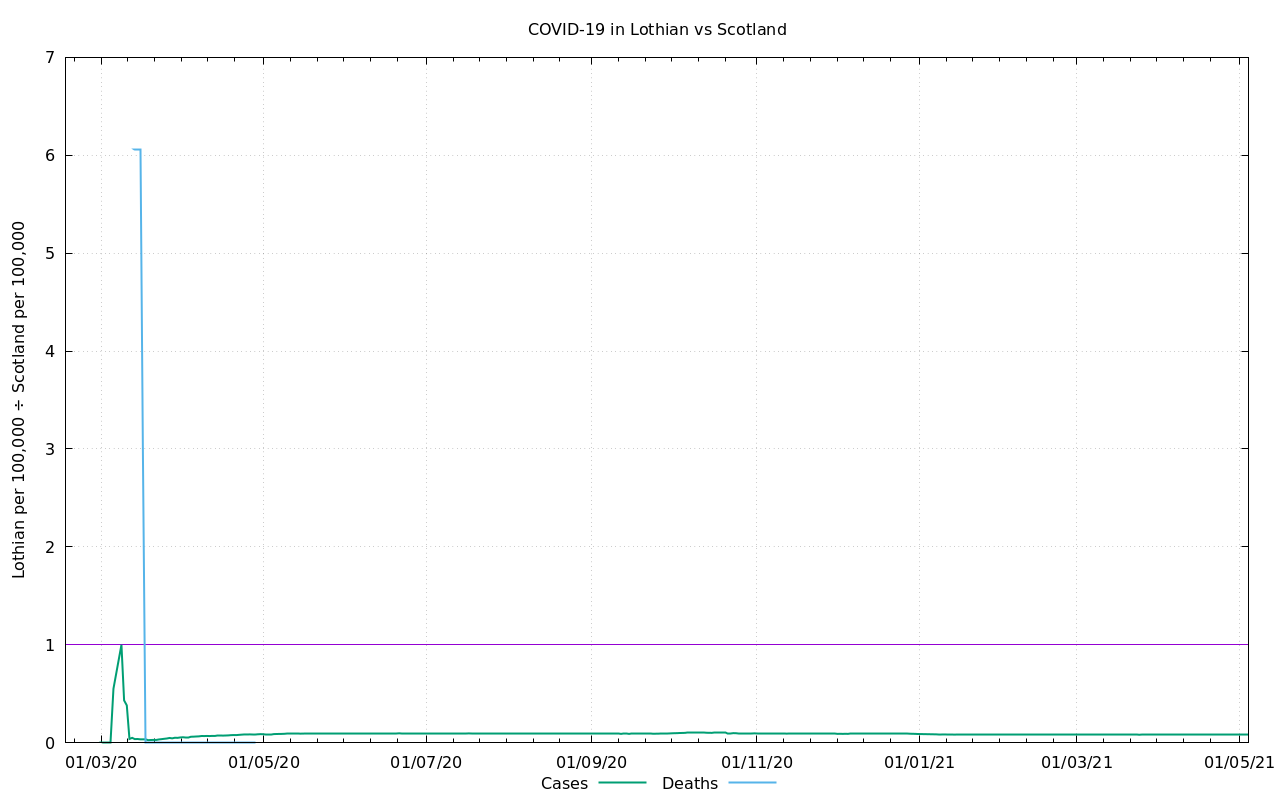 COVID-19 in Lothian vs Scotland
Lothian per 100,000 ÷ Scotland per 100,000
7
6
5
4
3
2
1
0
01/03/20 01/05/20 01/07/20 01/09/20 01/11/20 01/01/21 01/03/21 01/05/21
Cases Deaths